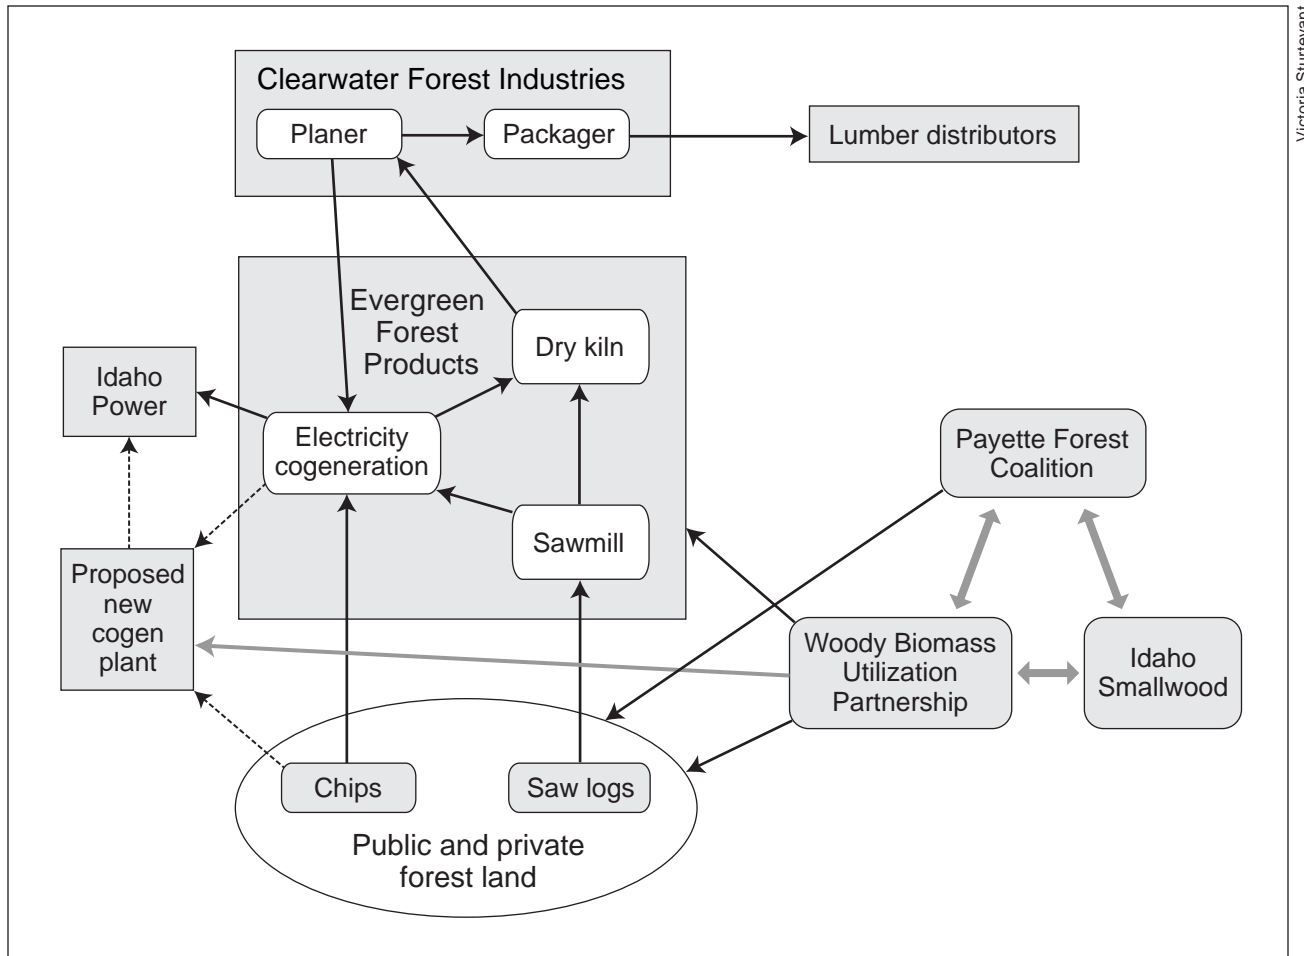 Victoria Sturtevant
Clearwater Forest Industries
Planer
Packager
Lumber distributors
Evergreen
Forest
Products
Dry kiln
Idaho
Power
Electricity
cogeneration
Payette Forest
Coalition
Sawmill
Proposed
new
cogen
plant
Woody Biomass
Utilization
Partnership
Idaho
Smallwood
Chips
Saw logs
Public and private
forest land